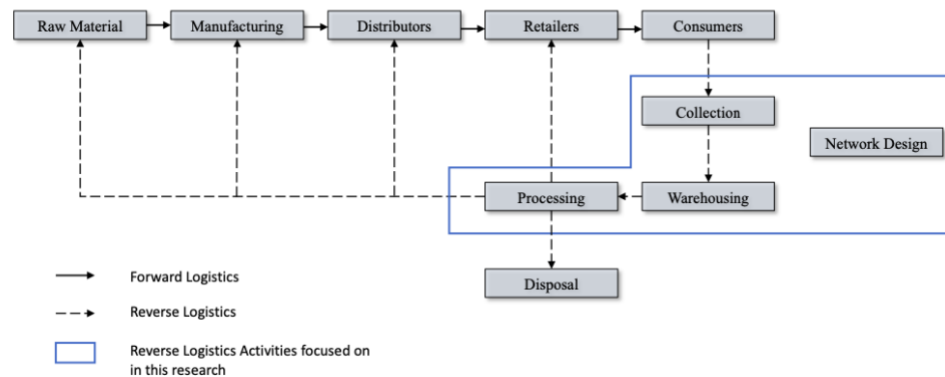 Raw Material
Manufacturing
Distributors
Retailers
Consumers
Collection
Network Design
Processing
Warehousing
Disposal
Forward Logistics
Reverse Logistics
Reverse Logistics Activities focused on
in this research